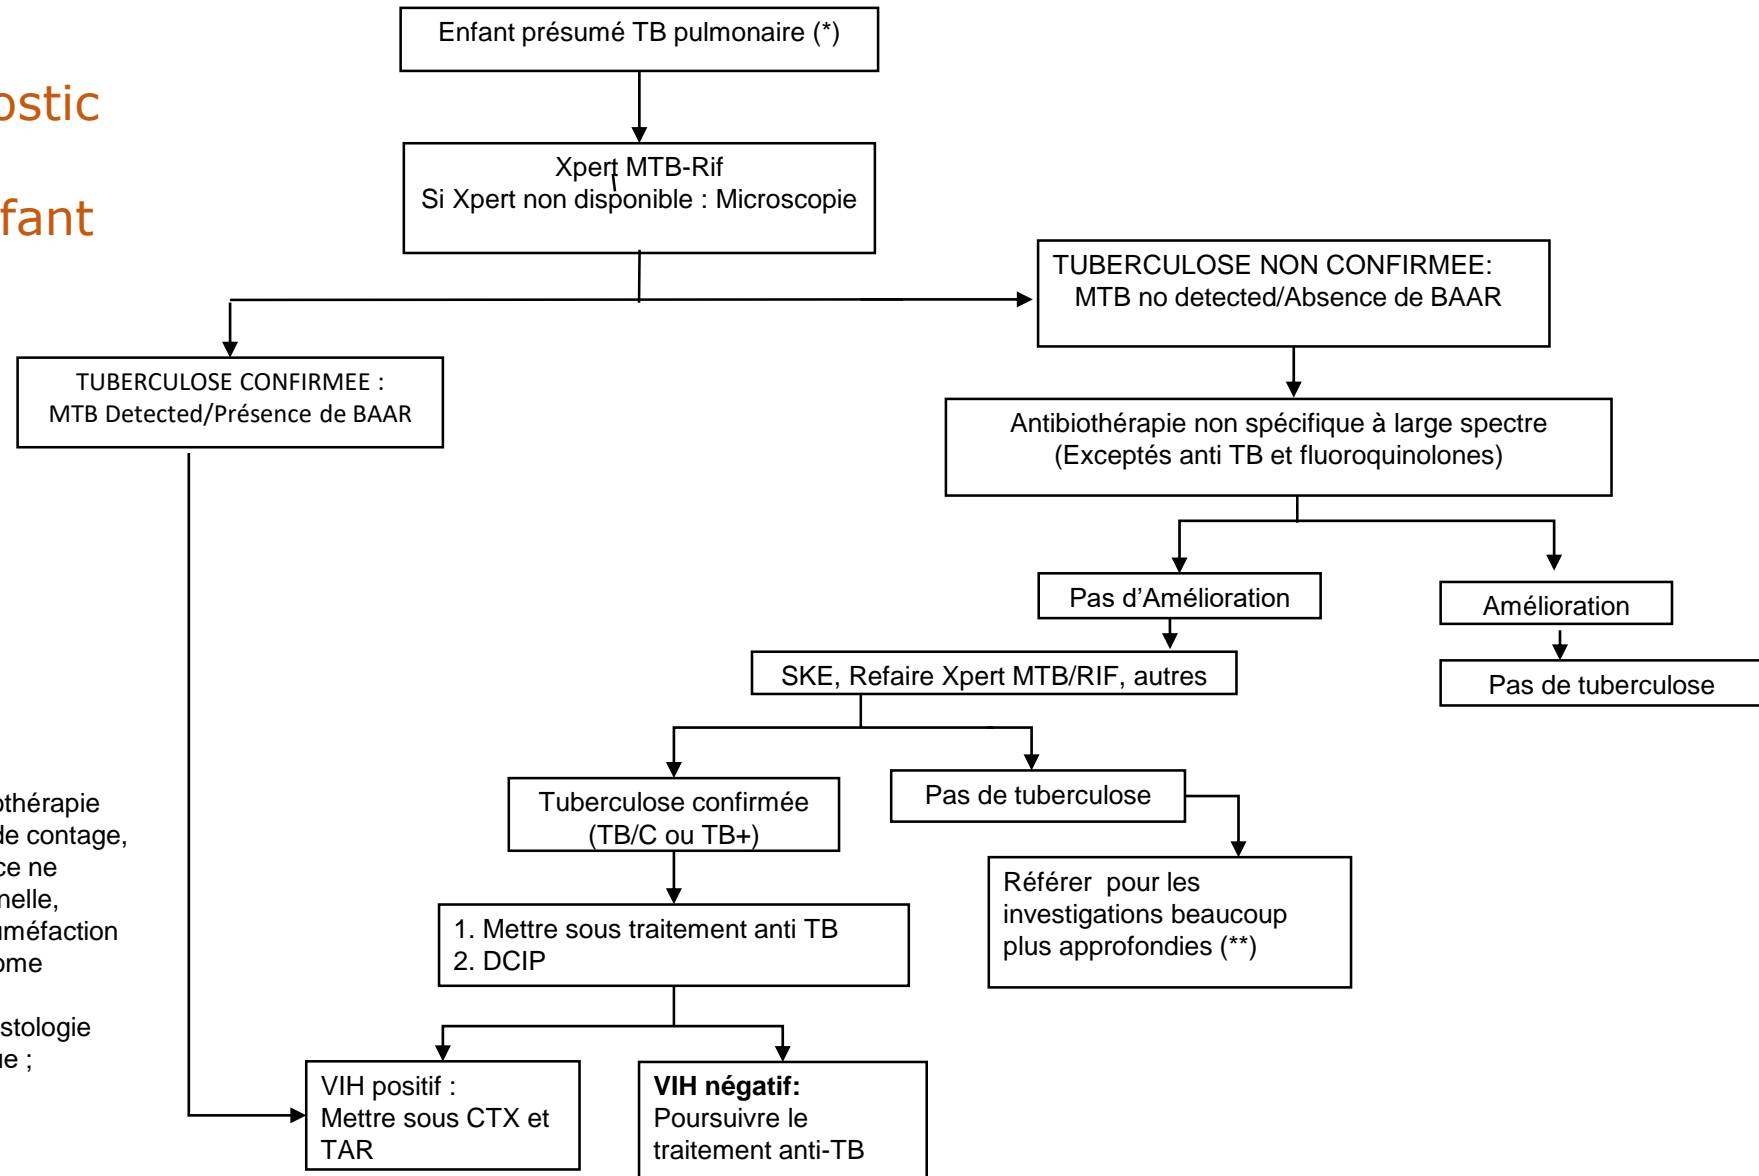 Enfant présumé TB pulmonaire (*)
ostic
fant
Xpert MTB-Rif
Si Xpert non disponible : Microscopie
TUBERCULOSE NON CONFIRMEE:
MTB no detected/Absence de BAAR
TUBERCULOSE CONFIRMEE :
MTB Detected/Présence de BAAR
Antibiothérapie non spécifique à large spectre
(Exceptés anti TB et fluoroquinolones)
Pas d’Amélioration
Amélioration
SKE, Refaire Xpert MTB/RIF, autres
Pas de tuberculose
Tuberculose confirmée
(TB/C ou TB+)
Pas de tuberculose
Référer pour les
investigations beaucoup
plus approfondies (**)
1. Mettre sous traitement anti TB
2. DCIP
VIH positif :
Mettre sous CTX et
TAR
VIH négatif:
Poursuivre le
traitement anti-TB
othérapie
de contage,
ce ne
nelle,
uméfaction
ome
stologie
ue ;